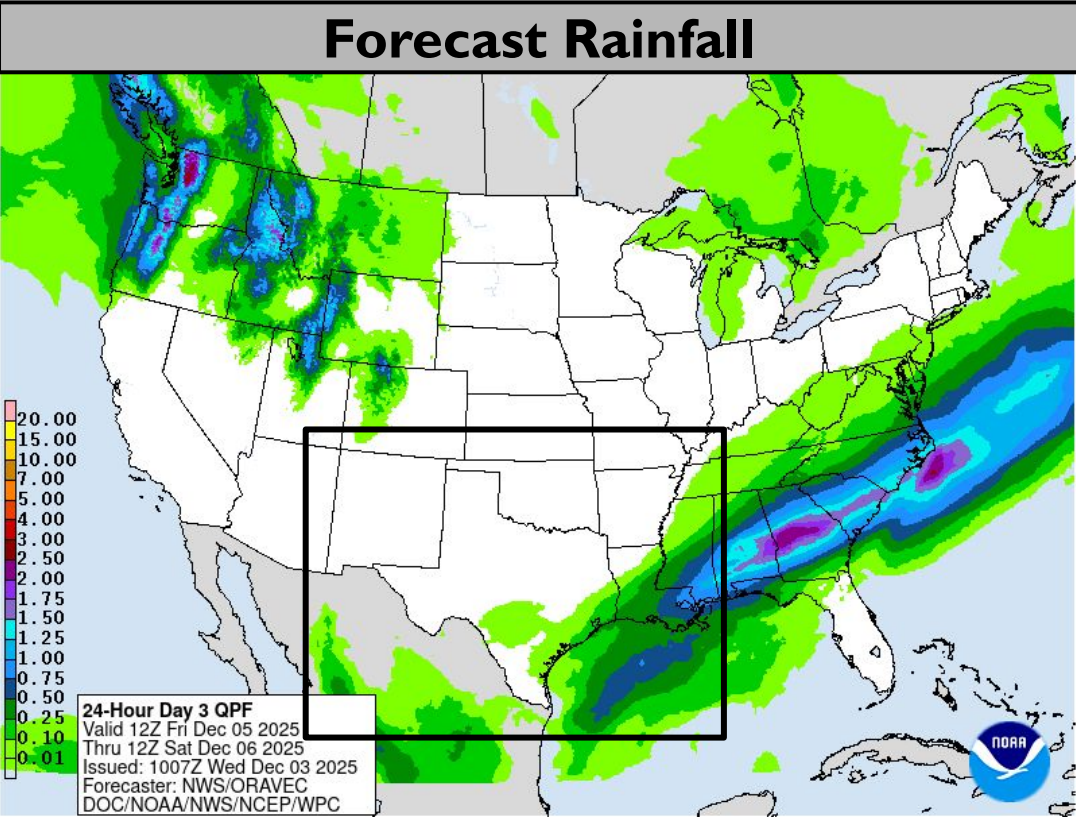 Forecast Rainfall
20.00
15.00
10.00
7.00
5.00
4.00
3.00
2.50
2.00
1.75
1.50
1.25
1.00
0.75
0.50
0.25
0.10
0.01
24-Hour Day 3 QPF
Valid 12Z Fri Dec 05 2025
Thru 12Z Sat Dec 06 2025
Issued: 1007Z Wed Dec 03 2025
Forecaster: NWS/ORAVEC
DOC/NOAA/NWS/NCEP/WPC
NOAA